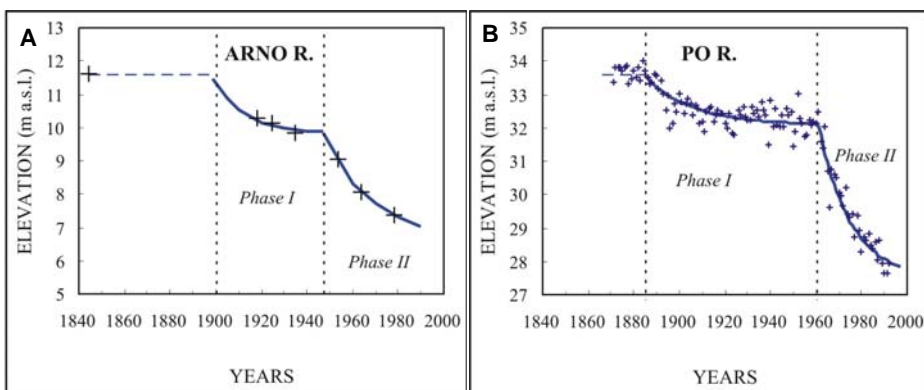 A
ARNO R.
ELEVATION (m a.s.l.)
13
12
11
10
9
8
7
6
5
Phase I
Phase II
1840 1860 1880 1900 1920 1940 1960 1980 2000
YEARS
B
PO R.
ELEVATION (m a.s.l.)
35
34
33
32
31
30
29
28
27
Phase I
Phase II
1840 1860 1880 1900 1920 1940 1960 1980 2000
YEARS